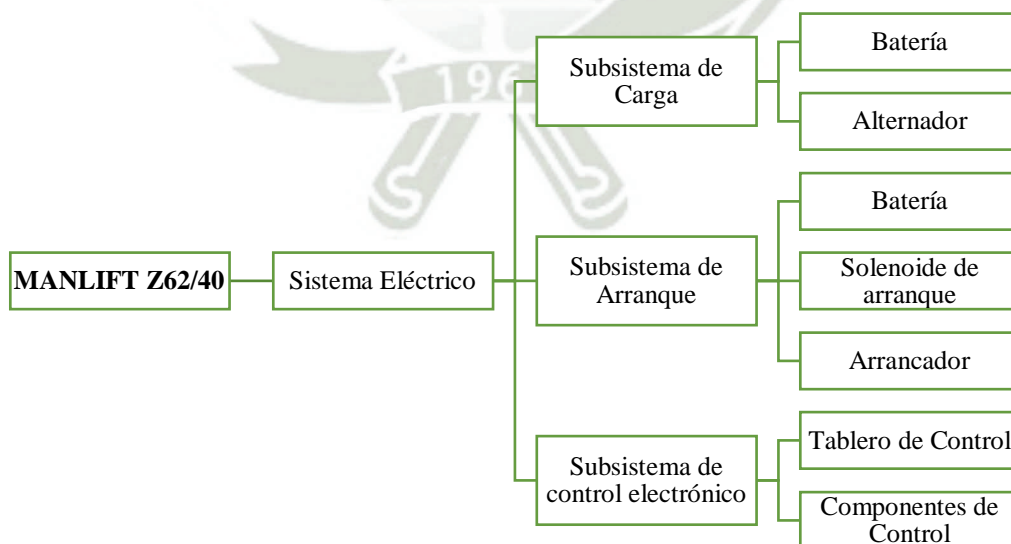 MANLIFT Z62/40
Sistema Eléctrico
Subsistema de
Carga
Batería
Alternador
Subsistema de
Arranque
Batería
Solenoide de
arranque
Arrancador
Subsistema de
control electrónico
Tablero de Control
Componentes de
Control
196